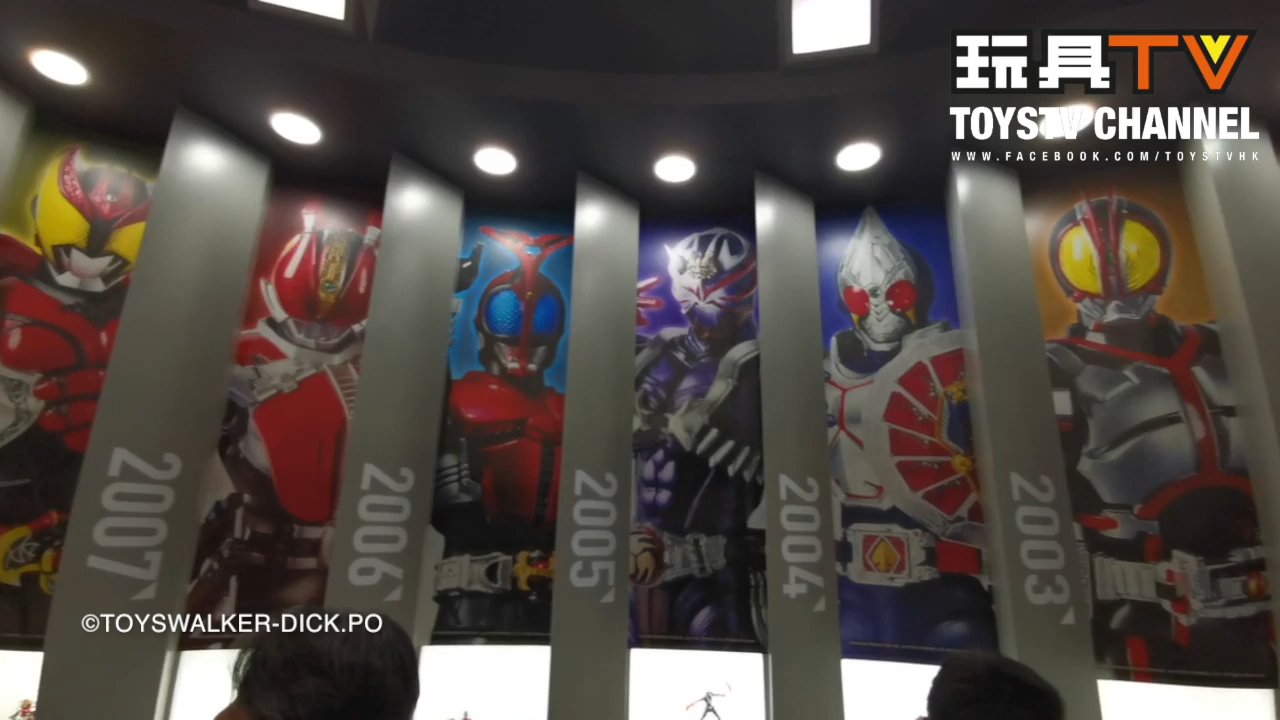 玩具TV
TOYSTV CHANNEL
WWW.FACEBOOK.COM/TOYSTVHK
2007
2006
2005
2004
2003
©TOYSWALKER-DICK.PO